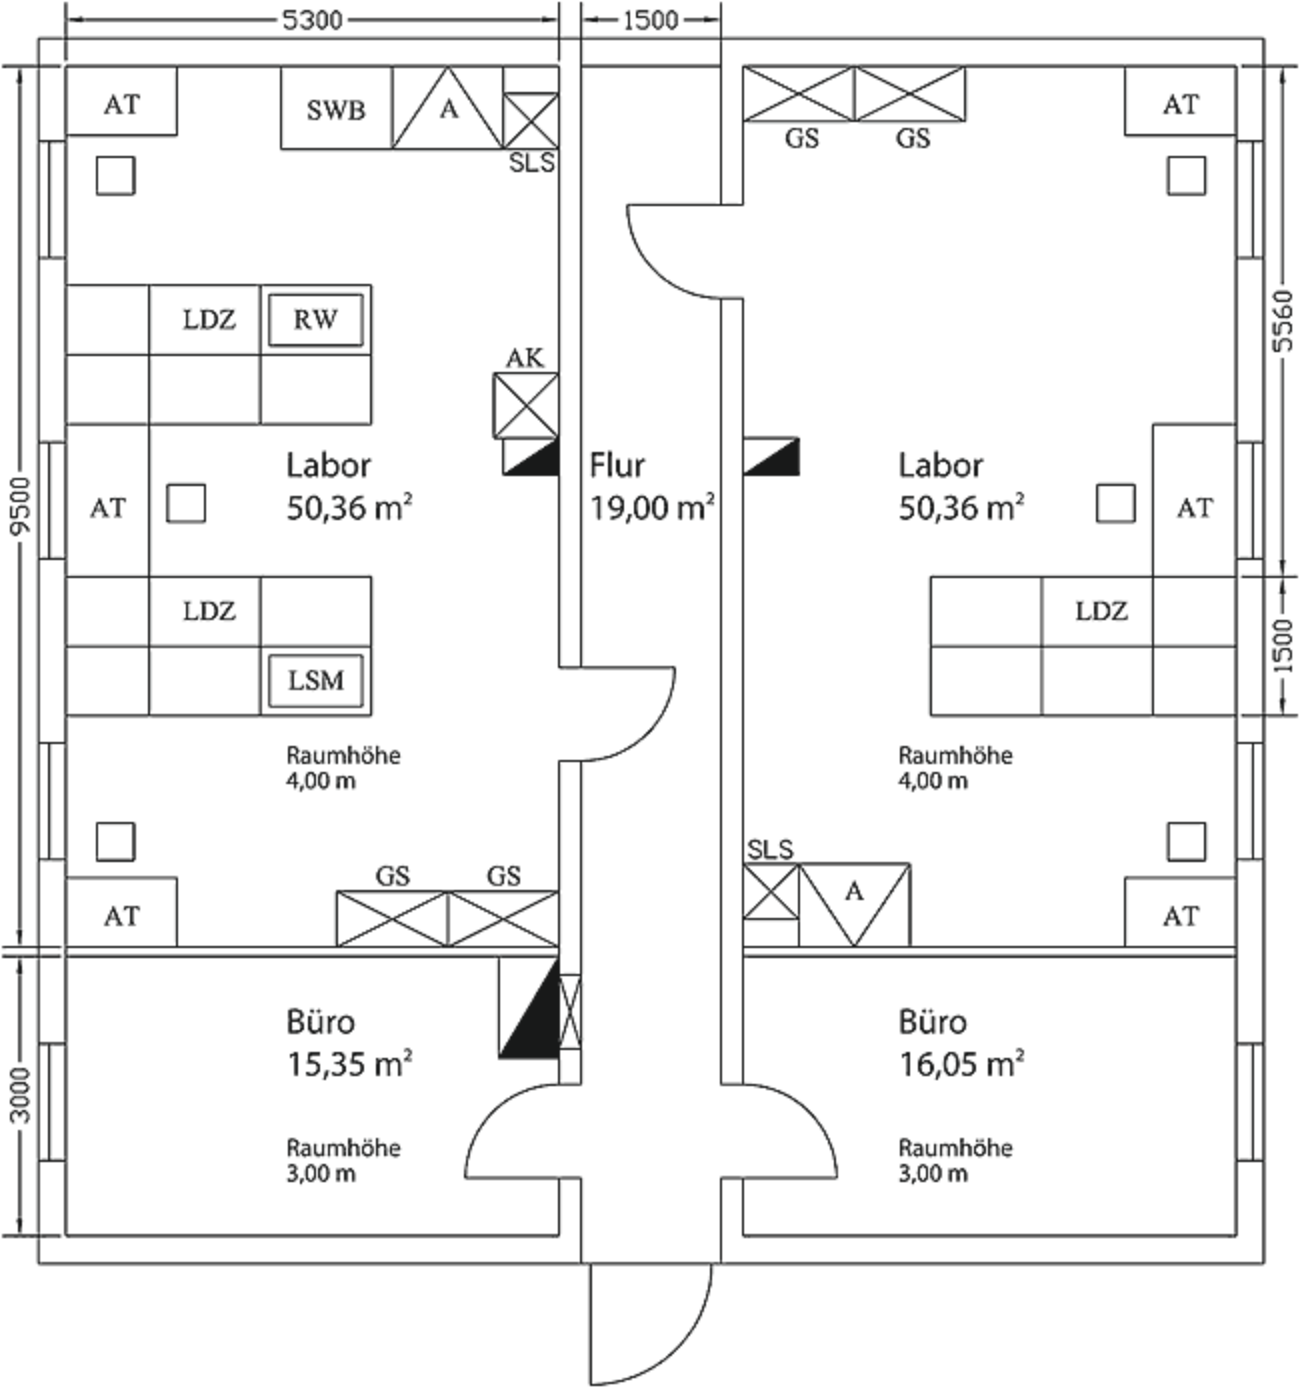 5300
1500
AT
SWB
A
SLS
GS
GS
AT
LDZ
RW
AK
5560
Labor
50,36 m²
Flur
19,00 m²
Labor
50,36 m²
9500
AT
AT
LDZ
LDZ
1500
LSM
Raumhöhe
4,00 m
Raumhöhe
4,00 m
SLS
GS
GS
A
AT
AT
Büro
15,35 m²
Büro
16,05 m²
3000
Raumhöhe
3,00 m
Raumhöhe
3,00 m